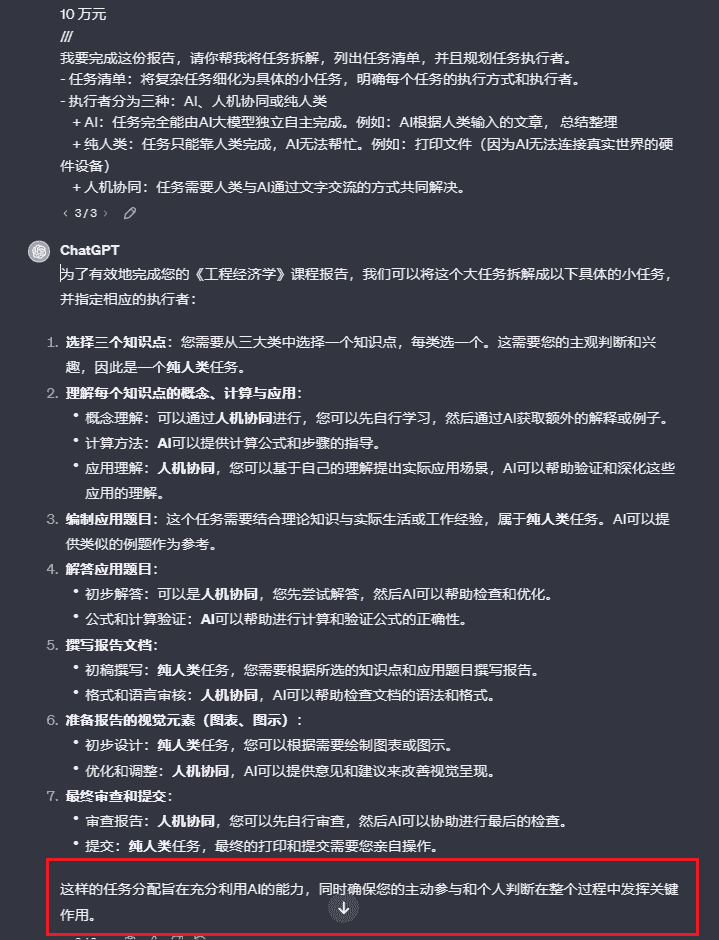 10 万元
///
我要完成这份报告，请你帮我将任务拆解，列出任务清单，并且规划任务执行者。
- 任务清单：将复杂任务细化为具体的小任务，明确每个任务的执行方式和执行者。
- 执行者分为三种：AI、人机协同或纯人类
+ AI：任务完全能由AI大模型独立自主完成。例如：AI根据人类输入的文章， 总结整理
+ 纯人类：任务只能靠人类完成，AI无法帮忙。例如：打印文件（因为AI无法连接真实世界的硬
件设备）
+ 人机协同：任务需要人类与AI通过文字交流的方式共同解决。
‹ 3 / 3 ›
ChatGPT
为了有效地完成您的《工程经济学》课程报告，我们可以将这个大任务拆解成以下具体的小任务，
并指定相应的执行者：
1. 选择三个知识点：您需要从三大类中选择一个知识点，每类选一个。这需要您的主观判断和兴
趣，因此是一个纯人类任务。
2. 理解每个知识点的概念、计算与应用：
• 概念理解：可以通过人机协同进行，您可以先自行学习，然后通过AI获取额外的解释或例子。
• 计算方法：AI可以提供计算公式和步骤的指导。
• 应用理解：人机协同，您可以基于自己的理解提出实际应用场景，AI可以帮助验证和深化这些
应用的理解。
3. 编制应用题目：这个任务需要结合理论知识与实际生活或工作经验，属于纯人类任务。AI可以提
供类似的例题作为参考。
4. 解答应用题目：
• 初步解答：可以是人机协同，您先尝试解答，然后AI可以帮助检查和优化。
• 公式和计算验证：AI可以帮助进行计算和验证公式的正确性。
5. 撰写报告文档：
• 初稿撰写：纯人类任务，您需要根据所选的知识点和应用题目撰写报告。
• 格式和语言审核：人机协同，AI可以帮助检查文档的语法和格式。
6. 准备报告的视觉元素（图表、图示）：
• 初步设计：纯人类任务，您可以根据需要绘制图表或图示。
• 优化和调整：人机协同，AI可以提供意见和建议来改善视觉呈现。
7. 最终审查和提交：
• 审查报告：人机协同，您可以先自行审查，然后AI可以协助进行最后的检查。
• 提交：纯人类任务，最终的打印和提交需要您亲自操作。
这样的任务分配旨在充分利用AI的能力，同时确保您的主动参与和个人判断在整个过程中发挥关键
作用。